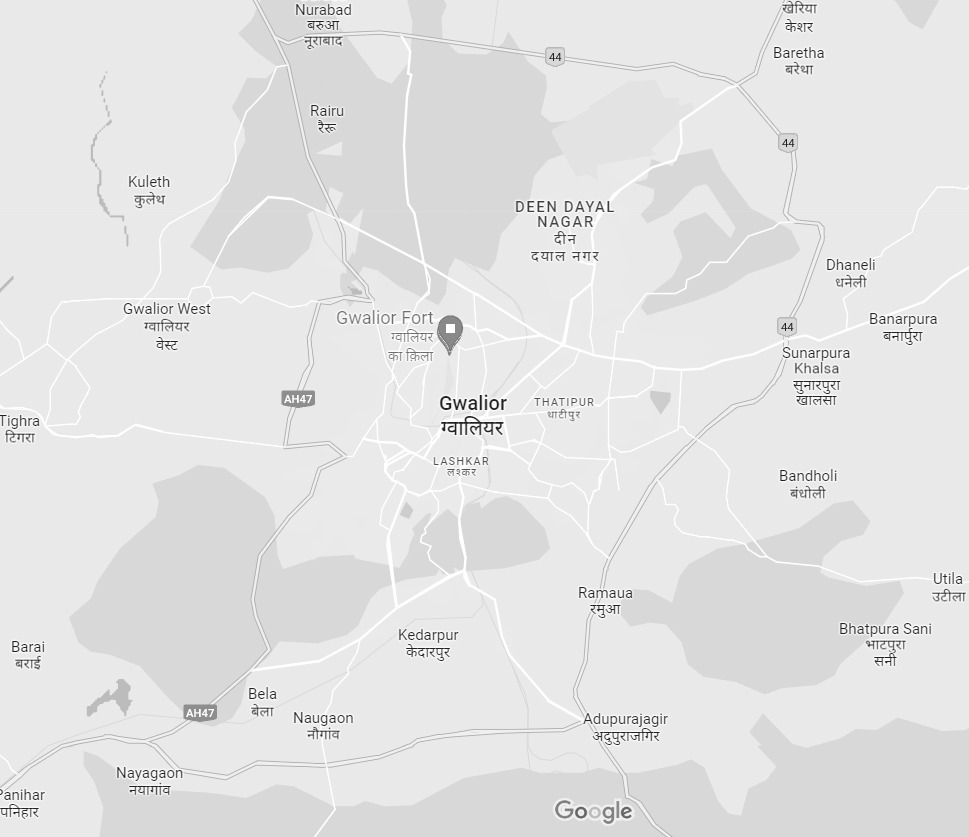 Nurabad
बरुआ
नूराबाद
खेरिया
केशर
44
Baretha
बरेथा
Rairu
रैरू
44
Kuleth
कुलेथ
DEEN DAYAL
NAGAR
दीन
दयाल नगर
Dhaneli
धनेली
Gwalior West
ग्वालियर
वेस्ट
Gwalior Fort
ग्वालियर
का क़िला
44
Banarpura
बनार्पुरा
Sunarpura
Khalsa
सुनारपुरा
खालसा
AH47
Gwalior
ग्वालियर
THATIPUR
थाटीपुर
Tighra
टिगरा
LASHKAR
लश्कर
Bandholi
बंधोली
Ramaua
रमुआ
Utila
उटीला
Bhatpura Sani
भाटपुरा
सनी
Kedarpur
केदारपुर
Barai
बराई
Bela
बेला
AH47
Naugaon
नौगांव
Adupurajagir
अदुपुराजगिर
Nayagaon
नयागांव
Panihar
पनिहार
Google